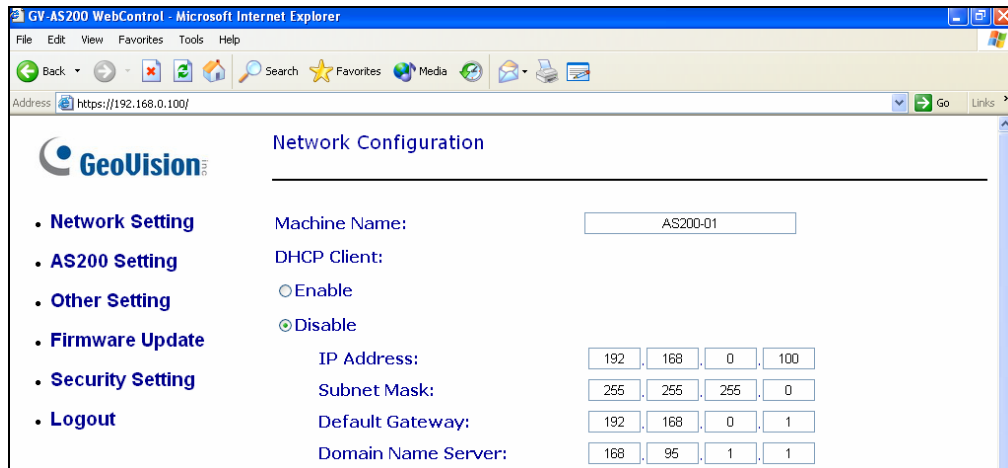 GV-AS200 WebControl - Microsoft Internet Explorer
File Edit View Favorites Tools Help
Back Search Favorites Media
Address https://192.168.0.100/ Go Links
GeoVision
Network Configuration
Network Setting
AS200 Setting
Other Setting
Firmware Update
Security Setting
Logout
Machine Name: AS200-01
DHCP Client:
Enable
Disable
IP Address: 192 . 168 . 0 . 100
Subnet Mask: 255 . 255 . 255 . 0
Default Gateway: 192 . 168 . 0 . 1
Domain Name Server: 168 . 95 . 1 . 1